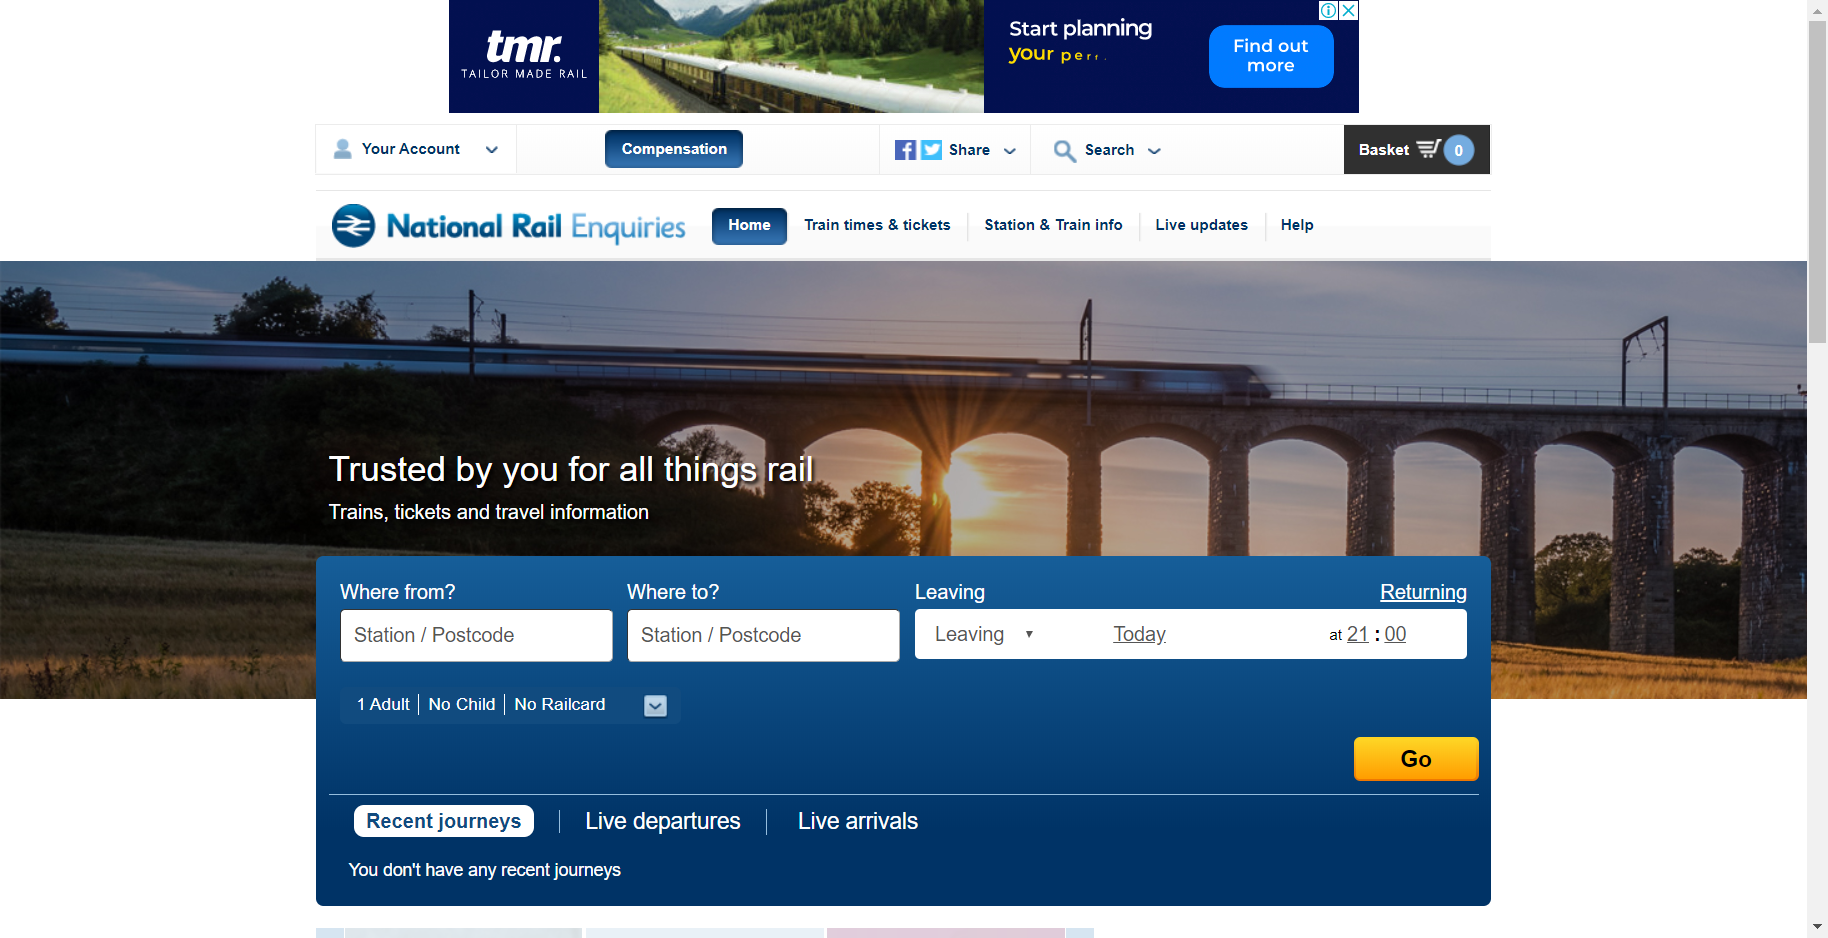 tmr.
TAILOR MADE RAIL
Start planning
your perf.
Find out
more
Your Account
Compensation
Share
Search
Basket 0
National Rail Enquiries
Home
Train times & tickets
Station & Train info
Live updates
Help
Trusted by you for all things rail
Trains, tickets and travel information
Where from?
Where to?
Leaving
Returning
Station / Postcode
Station / Postcode
Leaving
Today
at 21 : 00
1 Adult
No Child
No Railcard
Go
Recent journeys
Live departures
Live arrivals
You don't have any recent journeys